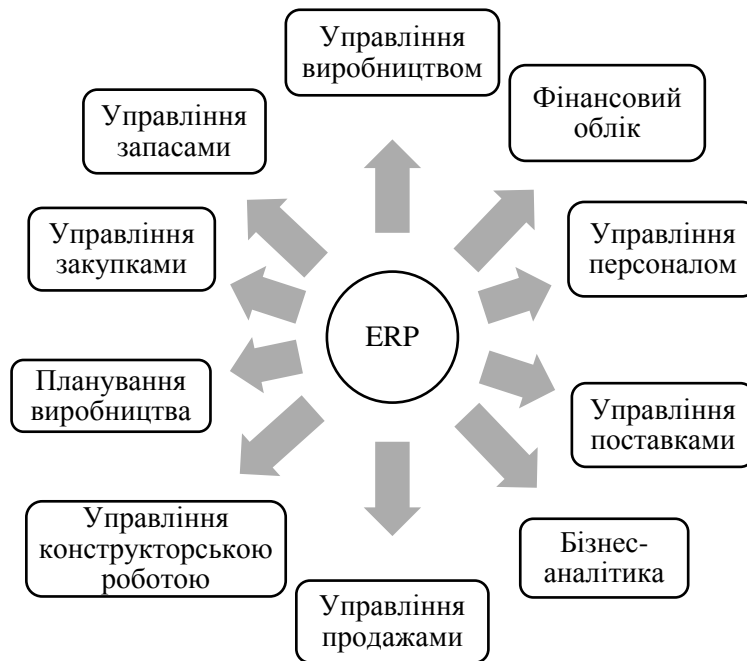 Управління
виробництвом
Фінансовий
облік
Управління
запасами
Управління
персоналом
Управління
закупками
ERP
Планування
виробництва
Управління
поставками
Управління
конструкторською
роботою
Бізнес-
аналітика
Управління
продажами